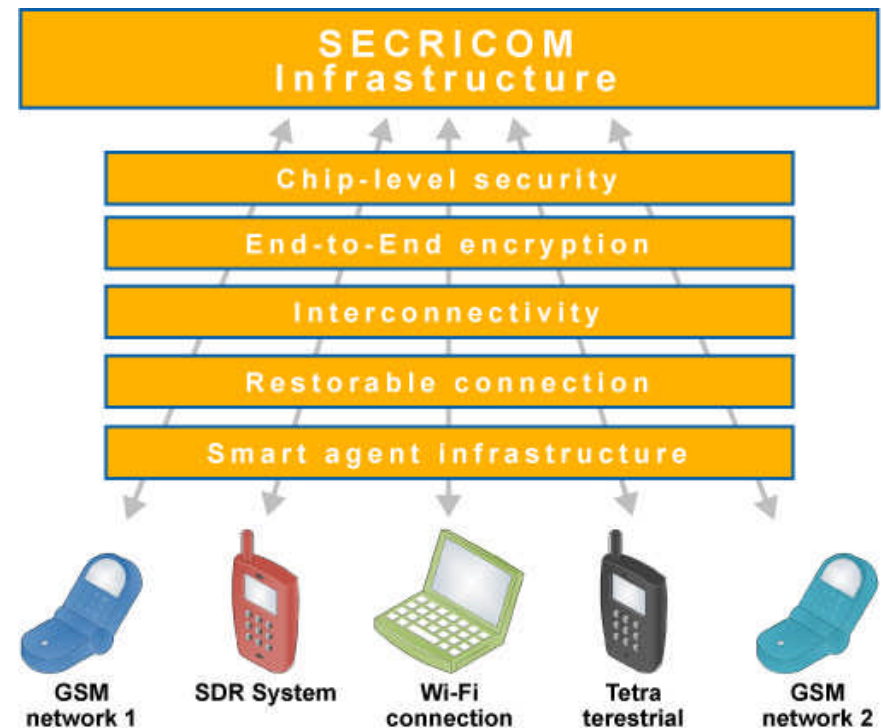 SECRICOM
Infrastructure
Chip-level security
End-to-End encryption
Interconnectivity
Restorable connection
Smart agent infrastructure
GSM
network 1
SDR System
Wi-Fi
connection
Tetra
terestrial
GSM
network 2